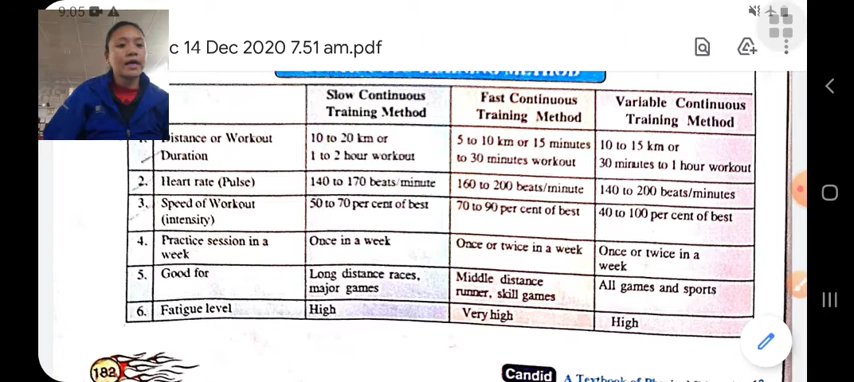 9:05
c 14 Dec 2020 7.51 am.pdf
TRAINING METHOD
Slow Continuous Training Method
Fast Continuous Training Method
Variable Continuous Training Method
Distance or Workout Duration
10 to 20 km or
1 to 2 hour workout
5 to 10 km or 15 minutes
to 30 minutes workout
10 to 15 km or
30 minutes to 1 hour workout
2. Heart rate (Pulse)
140 to 170 beats/minute
160 to 200 beats/minute
140 to 200 beats/minutes
3. Speed of Workout
(intensity)
50 to 70 per cent of best
70 to 90 per cent of best
40 to 100 per cent of best
4. Practice session in a
week
Once in a week
Once or twice in a week
Once or twice in a
week
5. Good for
Long distance races,
major games
Middle distance
runner, skill games
All games and sports
6. Fatigue level
High
Very high
High
182
Candid
A Textbook of